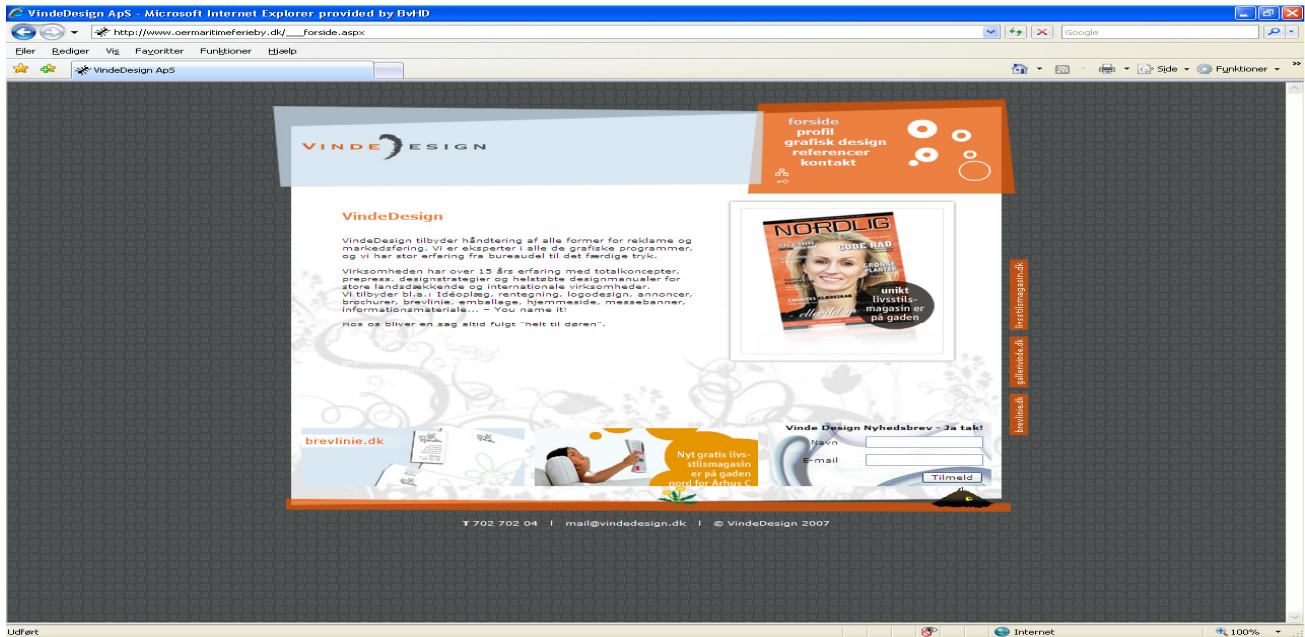 VindeDesign ApS - Microsoft Internet Explorer provided by BvHD
http://www.oermaritimeferieby.dk/___forside.aspx
Google
Filer Rediger Vis Favoritter Funktioner Hjælp
VindeDesign ApS
Side
Funktioner
VINDE DESIGN
forside
profil
grafisk design
referencer
kontakt
VindeDesign
VindeDesign tilbyder håndtering af alle former for reklame og
markedsføring. Vi er eksperter i alle de grafiske programmer,
og vi har stor erfaring fra bureaudel til det færdige tryk.
Virksomheden har over 15 års erfaring med totalkoncepter,
prepress, designstrategier og helstøbte designmanualer for
store landsdækkende og internationale virksomheder.
Vi tilbyder bl.a.: Idéoplæg, rentegning, logodesign, annoncer,
brochurer, brevlinie, emballage, hjemmeside, messebanner,
informationsmateriale... – You name it!
Hos os bliver en sag altid fulgt "helt til døren".
NORDLIG
GODE RÅD
GRØNNE
PLANTER
unikt
livsstils-
magasin er
på gaden
livsstilsmagasin.dk
gallerivinde.dk
brevlinie.dk
brevlinie.dk
Nyt gratis livs-
stilsmagasin
er på gaden
nord for Århus C
Vinde Design Nyhedsbrev - Ja tak!
Navn
E-mail
Tilmeld
T 702 702 04 | mail@vindedesign.dk | © VindeDesign 2007
Udført
Internet
100%